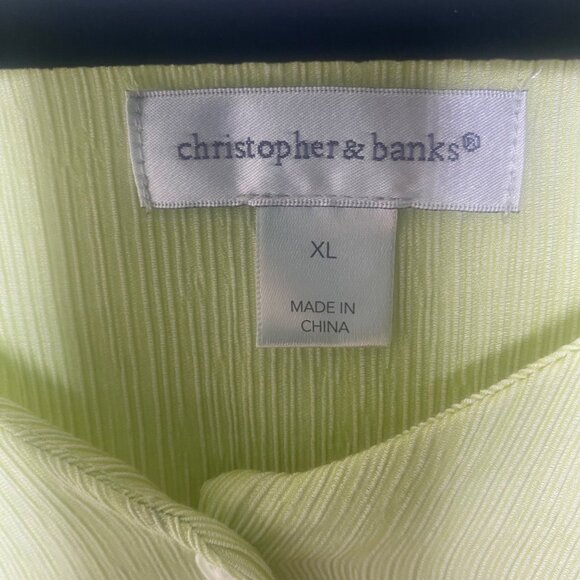 christopher & banks®
XL
MADE IN
CHINA